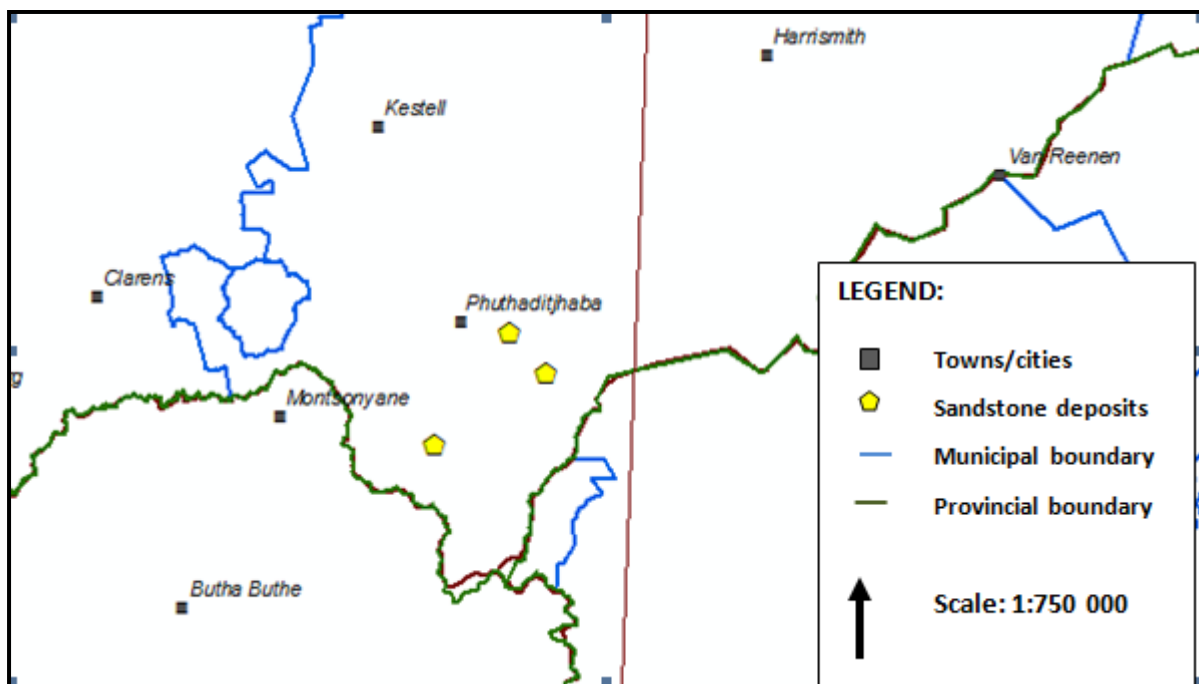 Harrismith
Kestell
Van Reenen
Clarens
Phuthaditjhaba
Montsonyane
Butha Buthe
LEGEND:
Towns/cities
Sandstone deposits
Municipal boundary
Provincial boundary
Scale: 1:750 000